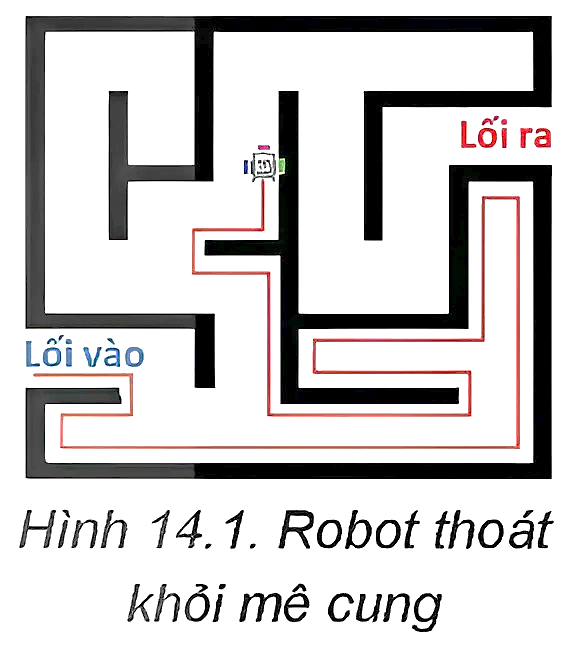 Lối ra
Lối vào
Hình 14.1. Robot thoát
khỏi mê cung